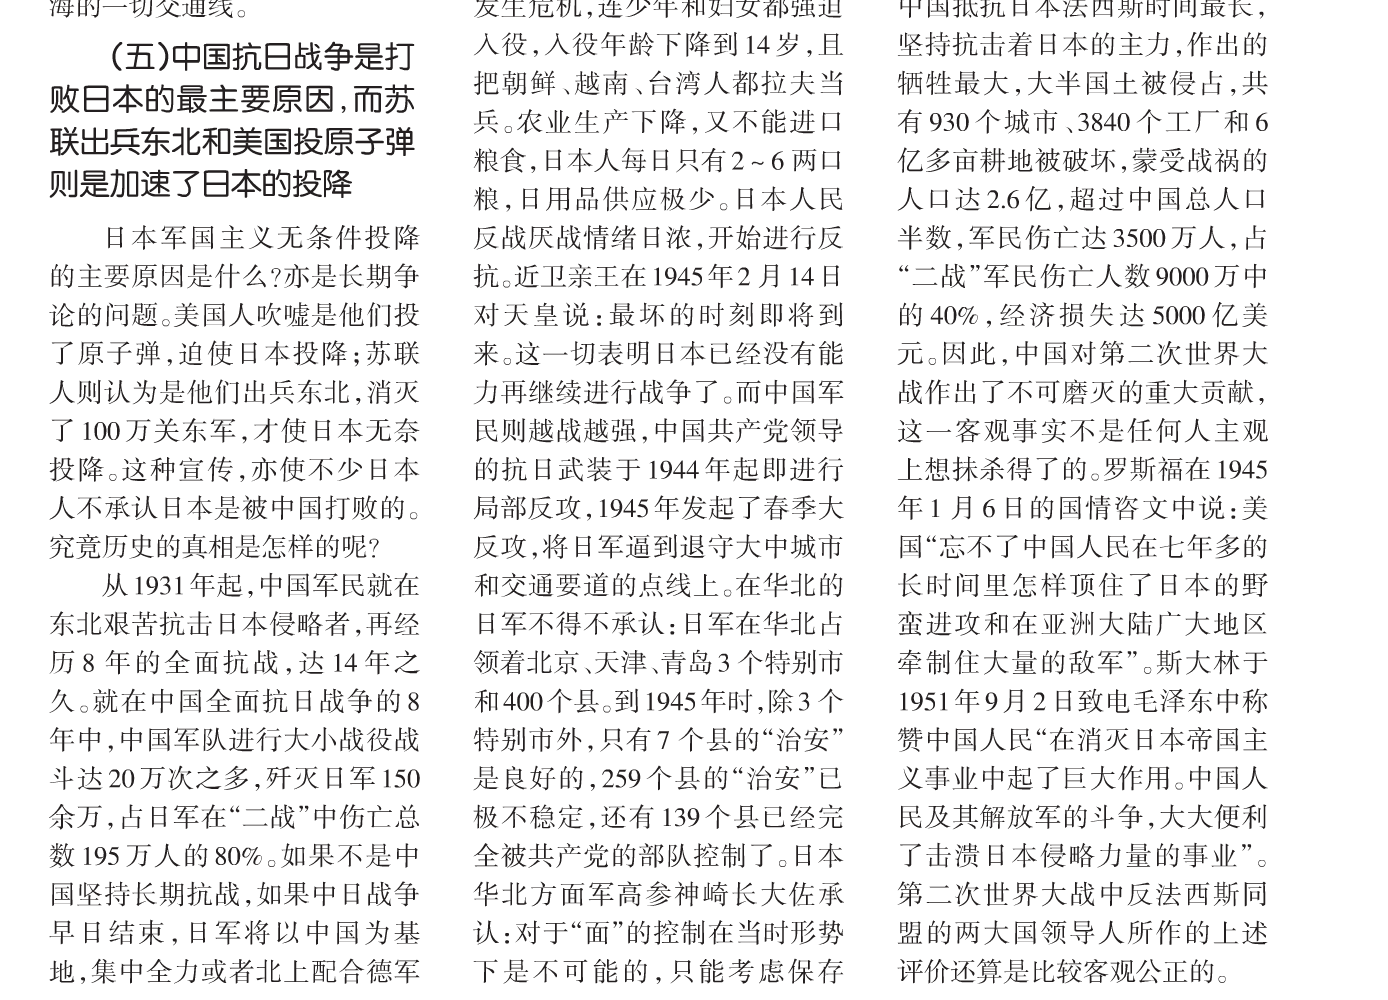 海的一切交通线。
(五)中国抗日战争是打
败日本的最主要原因,而苏
联出兵东北和美国投原子弹
则是加速了日本的投降
日本军国主义无条件投降
的主要原因是什么?亦是长期争
论的问题。美国人吹嘘是他们投
了原子弹,迫使日本投降;苏联
人则认为是他们出兵东北,消灭
了100万关东军,才使日本无奈
投降。这种宣传,亦使不少日本
人不承认日本是被中国打败的。
究竟历史的真相是怎样的呢?
从1931年起,中国军民就在
东北艰苦抗击日本侵略者,再经
历8年的全面抗战,达14年之
久。就在中国全面抗日战争的8
年中,中国军队进行大小战役战
斗达20万次之多,歼灭日军150
余万,占日军在“二战”中伤亡总
数195万人的80%。如果不是中
国坚持长期抗战,如果中日战争
早日结束,日军将以中国为基
地,集中全力或者北上配合德军
发生危机,连少年和妇女都强迫
入役,入役年龄下降到14岁,且
把朝鲜、越南、台湾人都拉夫当
兵。农业生产下降,又不能进口
粮食,日本人每日只有2~6两口
粮,日用品供应极少。日本人民
反战厌战情绪日浓,开始进行反
抗。近卫亲王在1945年2月14日
对天皇说:最坏的时刻即将到
来。这一切表明日本已经没有能
力再继续进行战争了。而中国军
民则越战越强,中国共产党领导
的抗日武装于1944年起即进行
局部反攻,1945年发起了春季大
反攻,将日军逼到退守大中城市
和交通要道的点线上。在华北的
日军不得不承认:日军在华北占
领着北京、天津、青岛3个特别市
和400个县。到1945年时,除3个
特别市外,只有7个县的“治安”
是良好的,259个县的“治安”已
极不稳定,还有139个县已经完
全被共产党的部队控制了。日本
华北方面军高参神崎长大佐承
认:对于“面”的控制在当时形势
下是不可能的,只能考虑保存
中国抵抗日本法西斯时间最长,
坚持抗击着日本的主力,作出的
牺牲最大,大半国土被侵占,共
有930个城市、3840个工厂和6
亿多亩耕地被破坏,蒙受战祸的
人口达2.6亿,超过中国总人口
半数,军民伤亡达3500万人,占
“二战”军民伤亡人数9000万中
的40%,经济损失达5000亿美
元。因此,中国对第二次世界大
战作出了不可磨灭的重大贡献,
这一客观事实不是任何人主观
上想抹杀得了的。罗斯福在1945
年1月6日的国情咨文中说:美
国“忘不了中国人民在七年多的
长时间里怎样顶住了日本的野
蛮进攻和在亚洲大陆广大地区
牵制住大量的敌军”。斯大林于
1951年9月2日致电毛泽东中称
赞中国人民“在消灭日本帝国主
义事业中起了巨大作用。中国人
民及其解放军的斗争,大大便利
了击溃日本侵略力量的事业”。
第二次世界大战中反法西斯同
盟的两大国领导人所作的上述
评价还算是比较客观公正的。